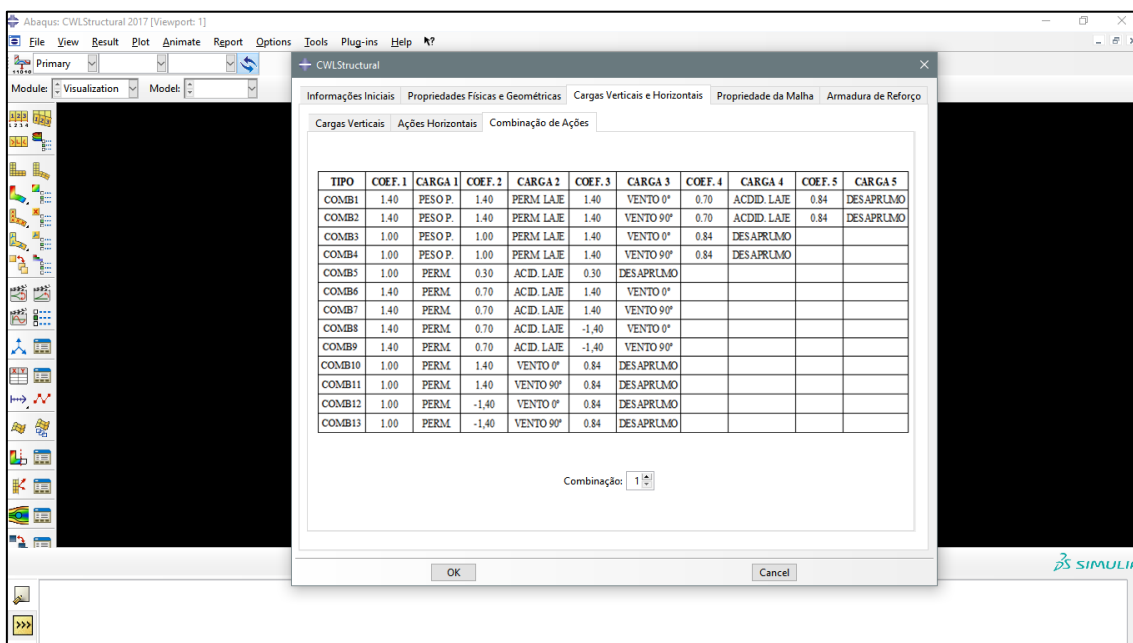 Abaqus: CWLStructural 2017 [Viewport: 1]
File View Result Plot Animate Report Options Tools Plug-ins Help
Primary
Module: Visualization Model:
CWLStructural
Informações Iniciais Propriedades Físicas e Geométricas Cargas Verticais e Horizontais Propriedade da Malha Armadura de Reforço
Cargas Verticais Ações Horizontais Combinação de Ações
TIPO COEF. 1 CARGA 1 COEF. 2 CARGA 2 COEF. 3 CARGA 3 COEF. 4 CARGA 4 COEF. 5 CARGA 5
COMB1 1.40 PESO P. 1.40 PERM LAJE 1.40 VENTO 0° 0.70 ACDID. LAJE 0.84 DESAPRUMO
COMB2 1.40 PESO P. 1.40 PERM LAJE 1.40 VENTO 90° 0.70 ACDID. LAJE 0.84 DESAPRUMO
COMB3 1.00 PESO P. 1.00 PERM LAJE 1.40 VENTO 0° 0.84 DESAPRUMO
COMB4 1.00 PESO P. 1.00 PERM LAJE 1.40 VENTO 90° 0.84 DESAPRUMO
COMB5 1.00 PERM. 0.30 ACID. LAJE 0.30 DESAPRUMO
COMB6 1.40 PERM. 0.70 ACID. LAJE 1.40 VENTO 0°
COMB7 1.40 PERM. 0.70 ACID. LAJE 1.40 VENTO 90°
COMB8 1.40 PERM. 0.70 ACID. LAJE -1,40 VENTO 0°
COMB9 1.40 PERM. 0.70 ACID. LAJE -1,40 VENTO 90°
COMB10 1.00 PERM. 1.40 VENTO 0° 0.84 DESAPRUMO
COMB11 1.00 PERM. 1.40 VENTO 90° 0.84 DESAPRUMO
COMB12 1.00 PERM. -1,40 VENTO 0° 0.84 DESAPRUMO
COMB13 1.00 PERM. -1,40 VENTO 90° 0.84 DESAPRUMO
Combinação: 1
OK Cancel
SIMULIA